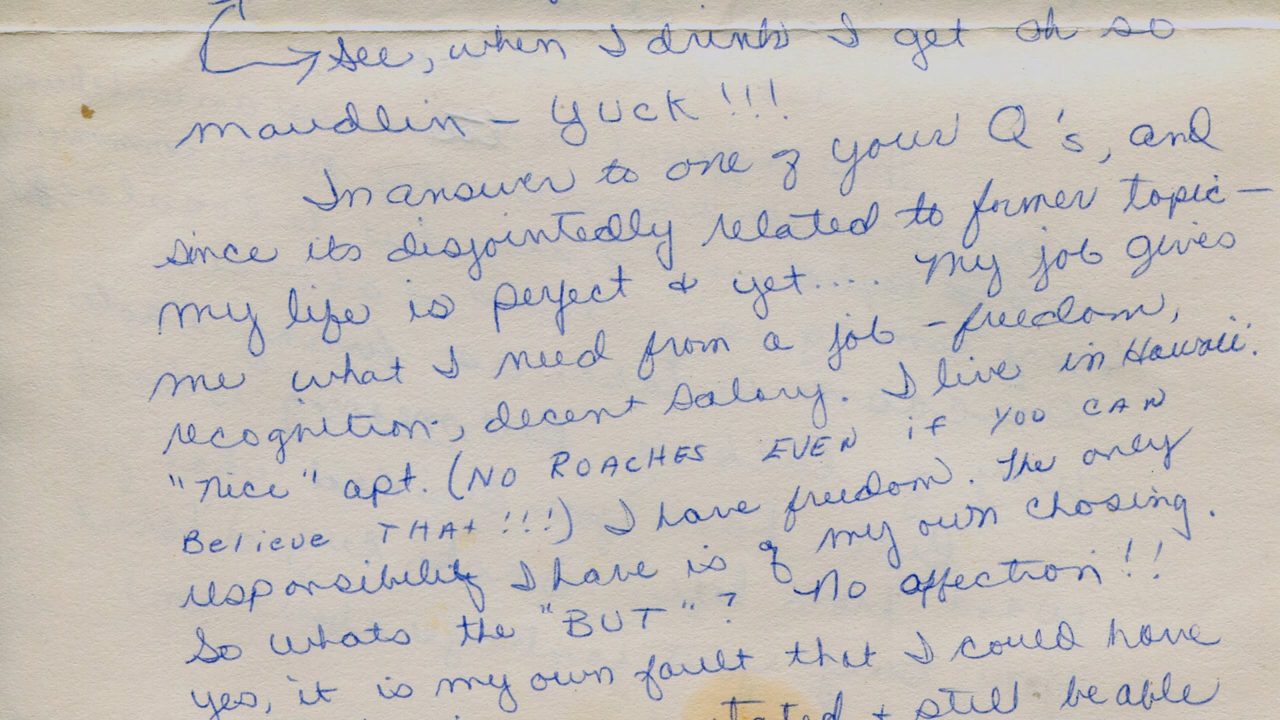 See, when I drink I get oh so
maudlin - YUCK!!!
In answer to one of your Q's, and
since its disjointedly related to former topic —
my life is perfect & yet.... My job gives
me what I need from a job - freedom,
recognition, decent salary. I live in Hawaii.
"Nice" apt. (NO ROACHES EVEN if YOU CAN
Believe THAt!!!) I have freedom. The only
responsibility I have is of my own chosing.
So whats the "BUT"? No affection!!
yes, it is my own fault that I could have
& still be able